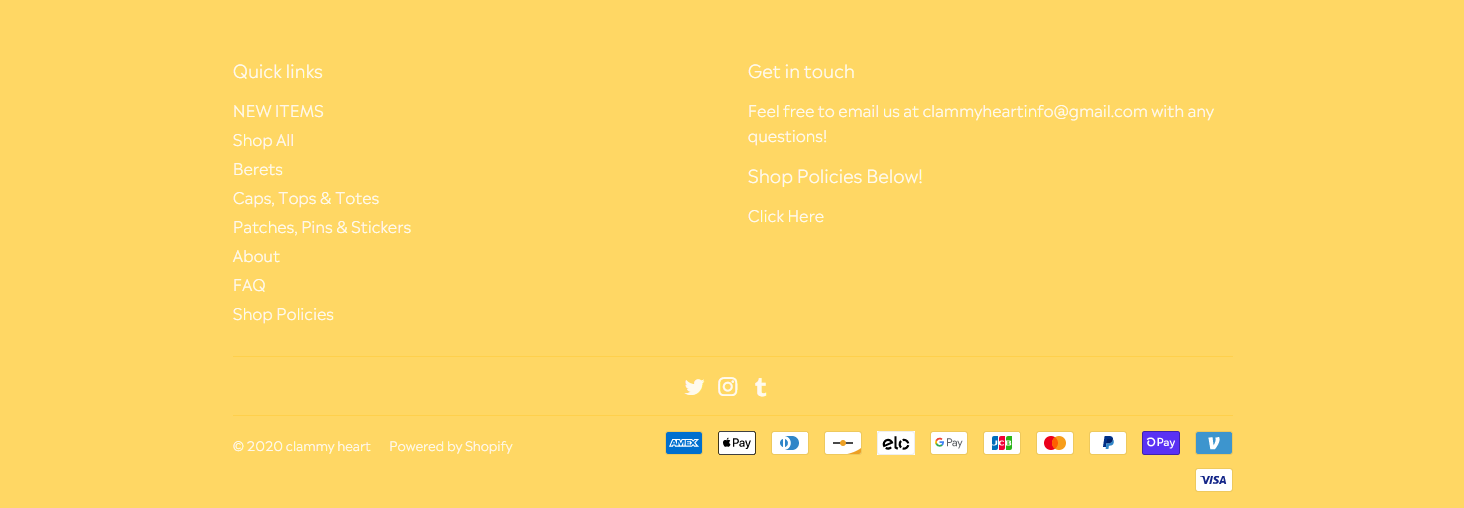 Quick links
NEW ITEMS
Shop All
Berets
Caps, Tops & Totes
Patches, Pins & Stickers
About
FAQ
Shop Policies
Get in touch
Feel free to email us at clammyheartinfo@gmail.com with any
questions!
Shop Policies Below!
Click Here
© 2020 clammy heart Powered by Shopify
AMEX Pay elo G Pay JCB OPay
VISA